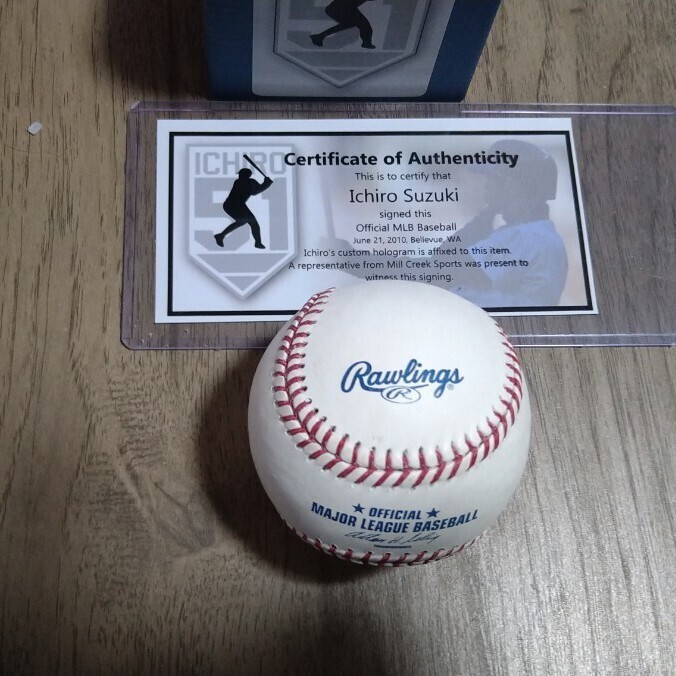 ICHIRO
51
Certificate of Authenticity
This is to certify that
Ichiro Suzuki
signed this
Official MLB Baseball
June 21, 2010, Bellevue, WA
Ichiro's custom hologram is affixed to this item.
A representative from Mill Creek Sports was present to
witness this signing.
Rawlings
R
OFFICIAL
MAJOR LEAGUE BASEBALL